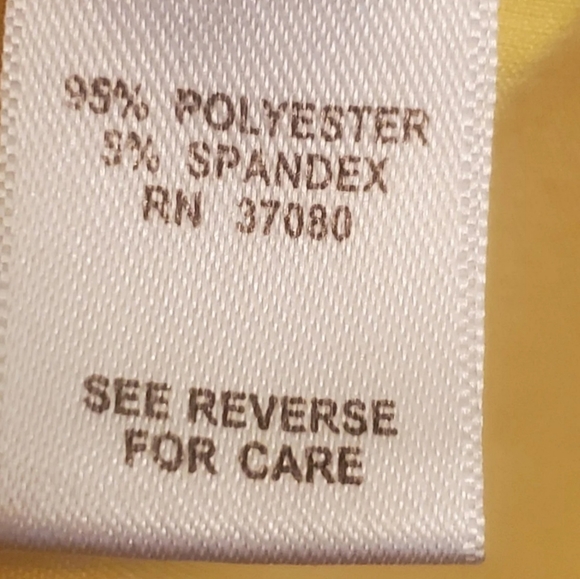 95% POLYESTER
5% SPANDEX
RN 37080
SEE REVERSE
FOR CARE